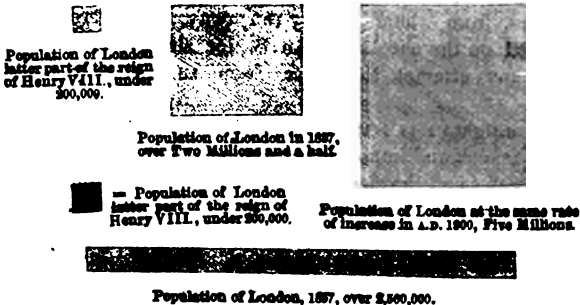 Population of London
latter part of the reign
of Henry VIII., under
200,000.
Population of London in 1857,
over Two Millions and a half.
= Population of London
latter part of the reign of
Henry VIII., under 200,000.
Population of London at the same rate
of increase in A.D. 1900, Five Millions.
Population of London, 1857, over 2,500,000.